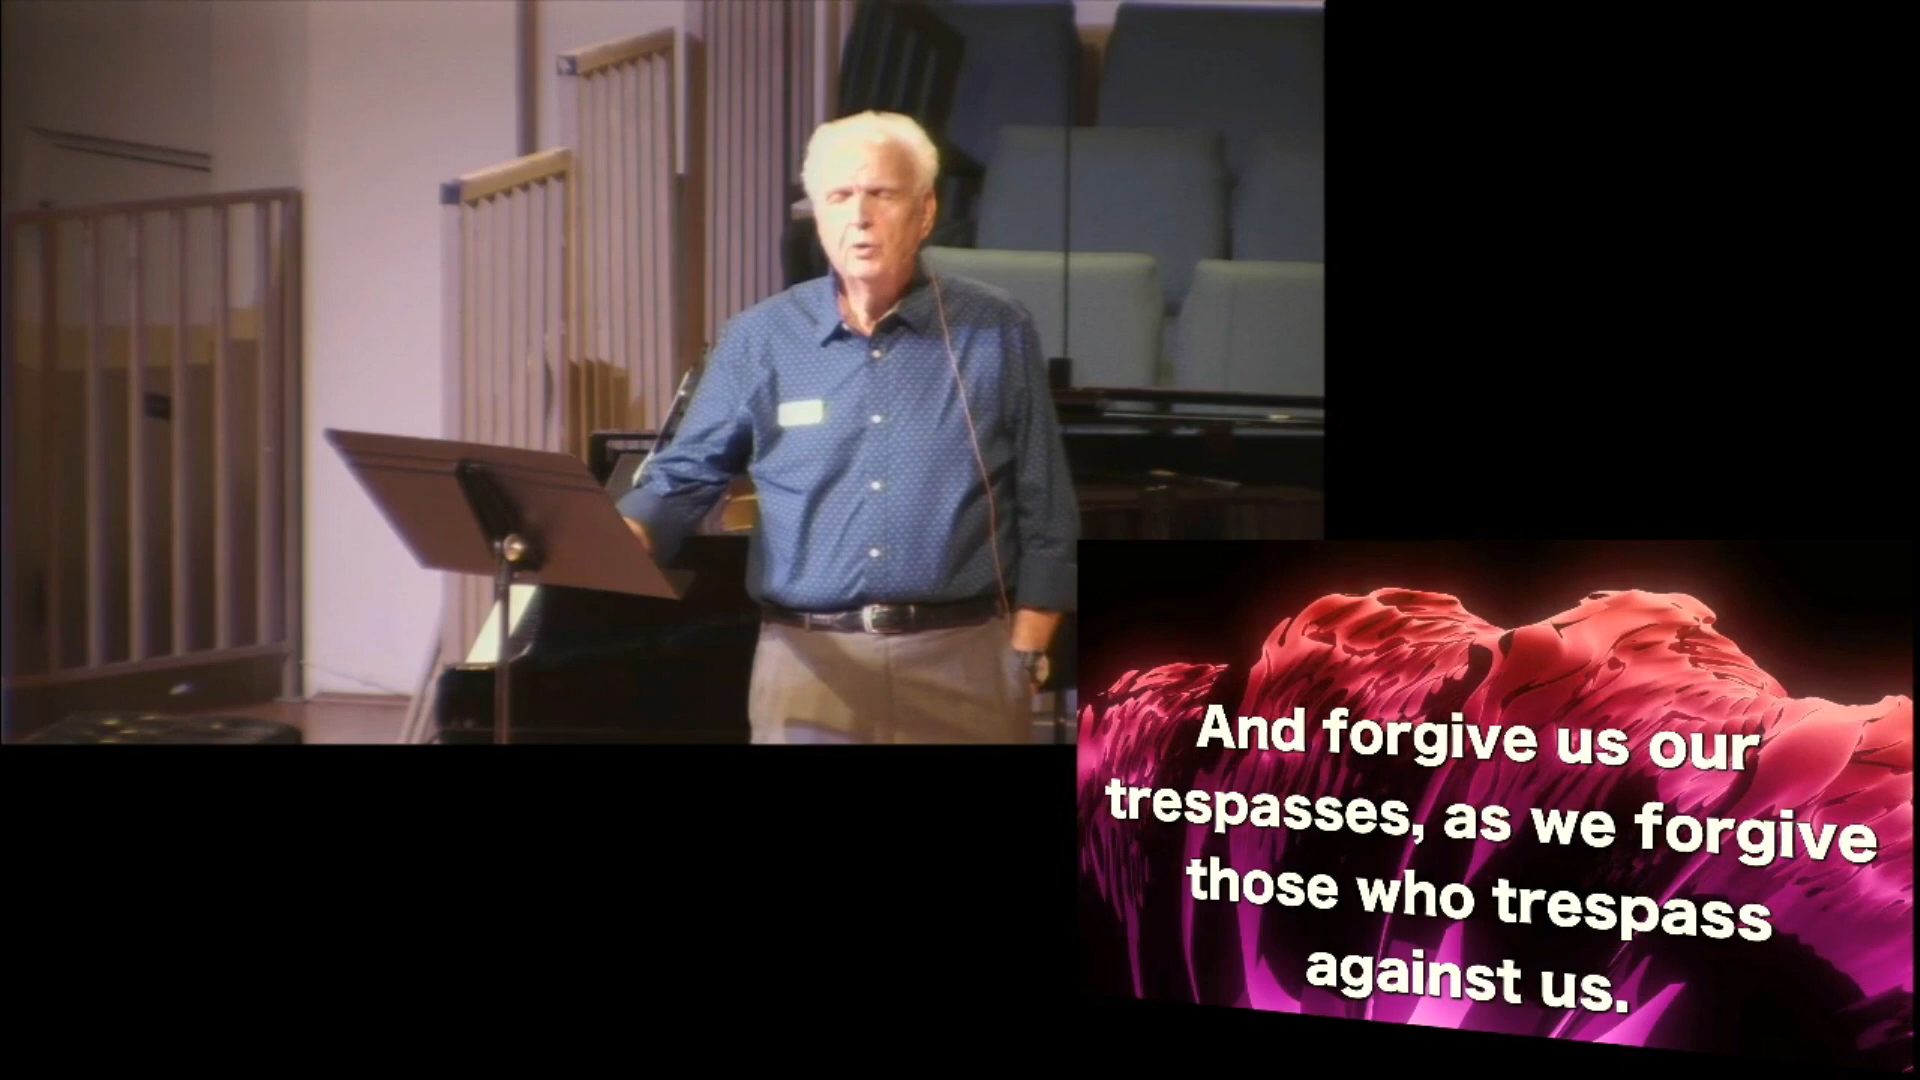 And forgive us our
trespasses, as we forgive
those who trespass
against us.